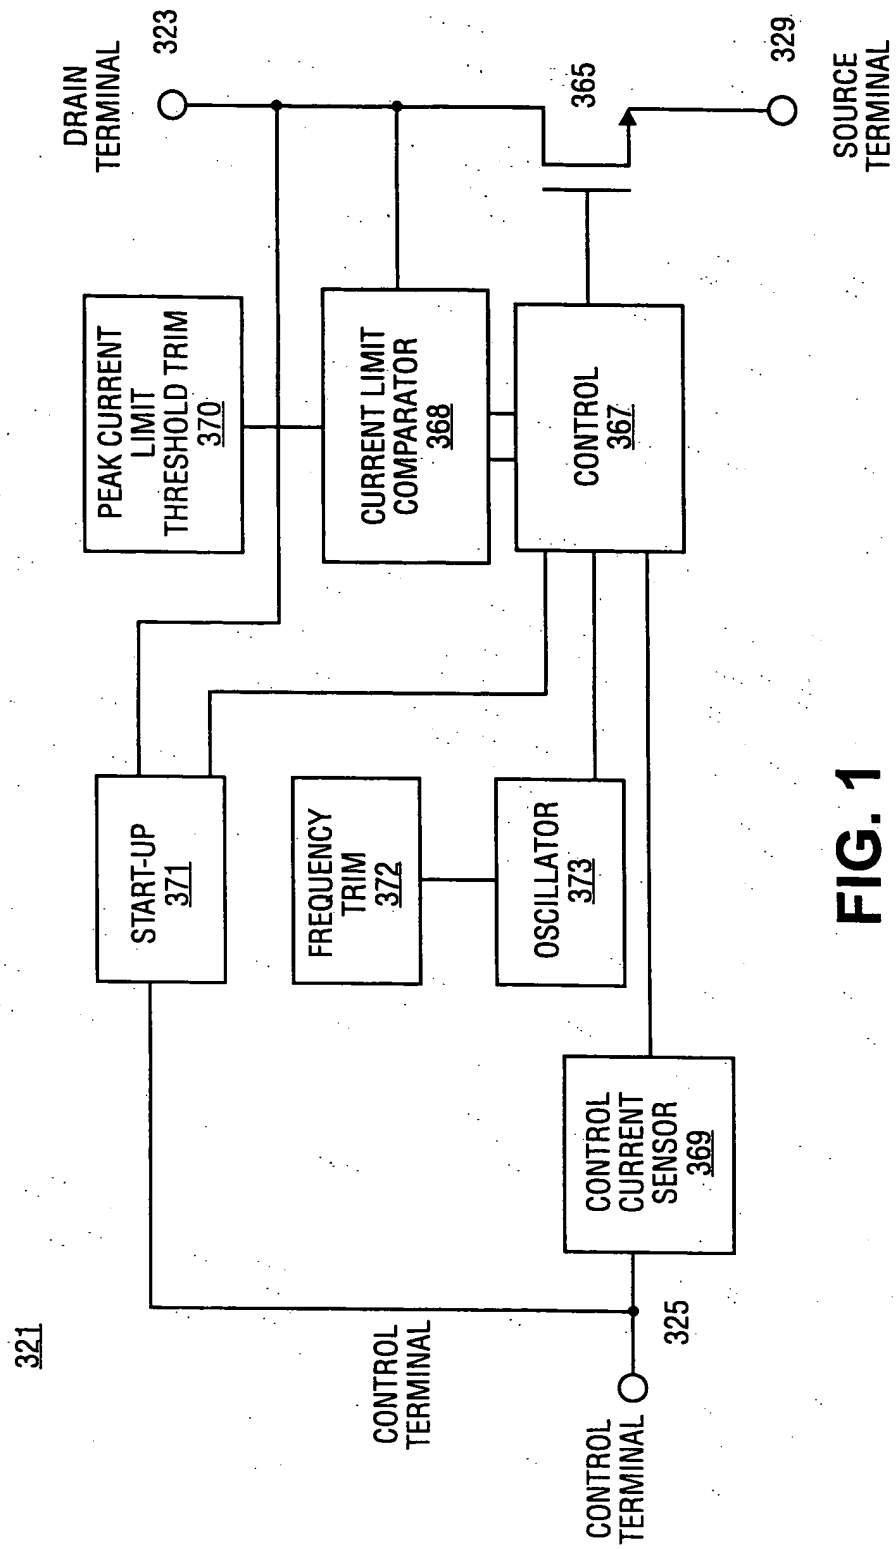 321
DRAIN
TERMINAL
323
PEAK CURRENT
LIMIT
THRESHOLD TRIM
370
START-UP
371
FREQUENCY
TRIM
372
CURRENT LIMIT
COMPARATOR
368
CONTROL
TERMINAL
OSCILLATOR
373
CONTROL
367
365
CONTROL
CURRENT
SENSOR
369
CONTROL
TERMINAL
325
329
SOURCE
TERMINAL
FIG. 1